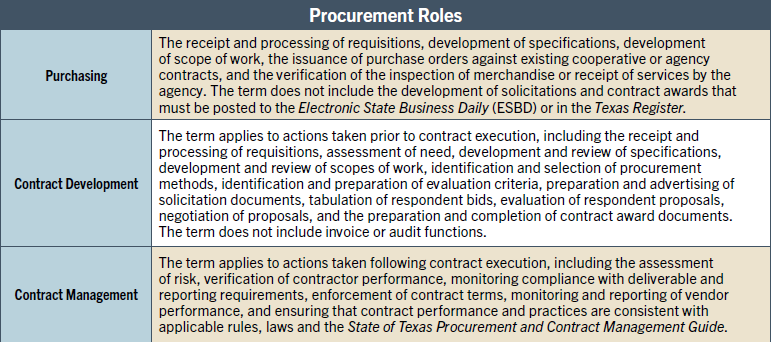 Procurement Roles
Purchasing
The receipt and processing of requisitions, development of specifications, development
of scope of work, the issuance of purchase orders against existing cooperative or agency
contracts, and the verification of the inspection of merchandise or receipt of services by the
agency. The term does not include the development of solicitations and contract awards that
must be posted to the Electronic State Business Daily (ESBD) or in the Texas Register.
Contract Development
The term applies to actions taken prior to contract execution, including the receipt and
processing of requisitions, assessment of need, development and review of specifications,
development and review of scopes of work, identification and selection of procurement
methods, identification and preparation of evaluation criteria, preparation and advertising of
solicitation documents, tabulation of respondent bids, evaluation of respondent proposals,
negotiation of proposals, and the preparation and completion of contract award documents.
The term does not include invoice or audit functions.
Contract Management
The term applies to actions taken following contract execution, including the assessment
of risk, verification of contractor performance, monitoring compliance with deliverable and
reporting requirements, enforcement of contract terms, monitoring and reporting of vendor
performance, and ensuring that contract performance and practices are consistent with
applicable rules, laws and the State of Texas Procurement and Contract Management Guide.